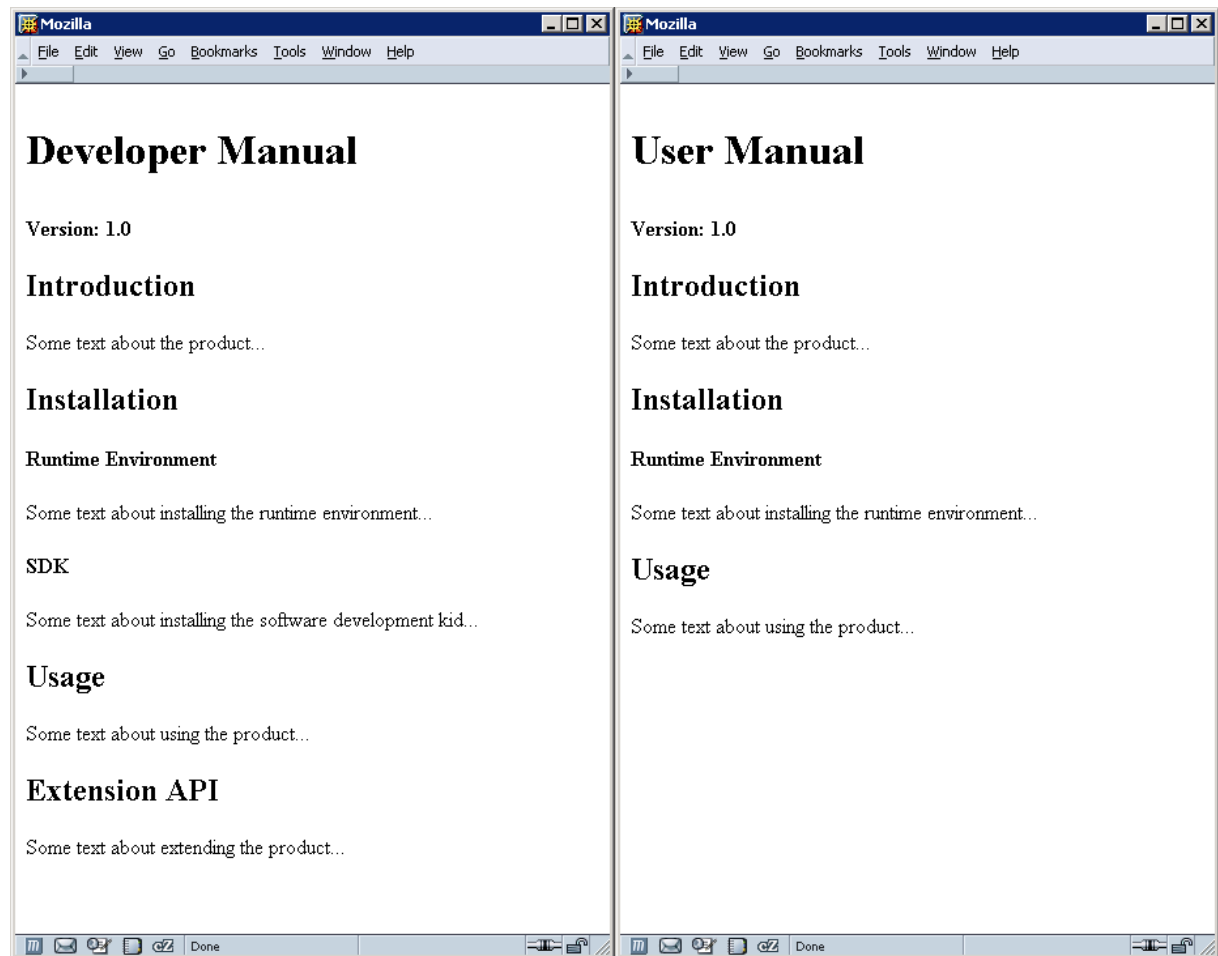 Mozilla
File Edit View Go Bookmarks Tools Window Help
Developer Manual
Version: 1.0
Introduction
Some text about the product...
Installation
Runtime Environment
Some text about installing the runtime environment...
SDK
Some text about installing the software development kid...
Usage
Some text about using the product...
Extension API
Some text about extending the product...
Done
Mozilla
File Edit View Go Bookmarks Tools Window Help
User Manual
Version: 1.0
Introduction
Some text about the product...
Installation
Runtime Environment
Some text about installing the runtime environment...
Usage
Some text about using the product...
Done